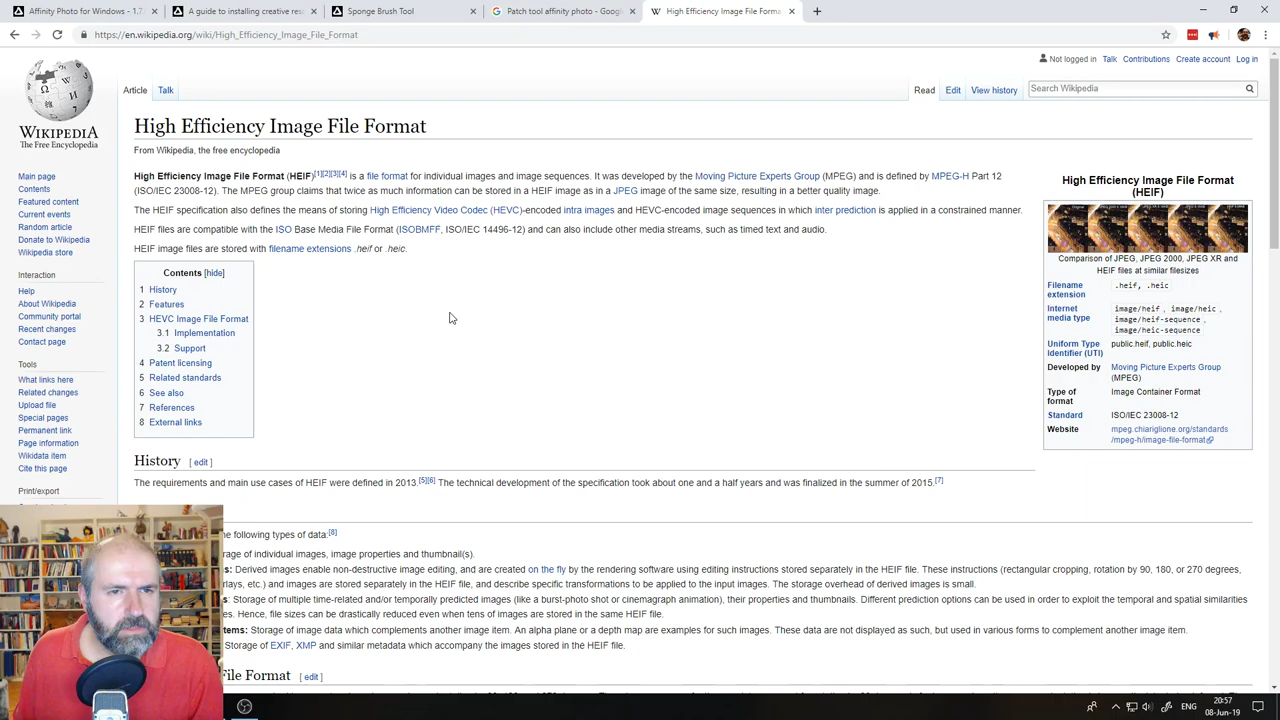 Affinity Photo for Windows - 1.7.
A guide to installing creative res
Sponge Brush Tool
Patch tool affinity photo - Google
High Efficiency Image File Format
https://en.wikipedia.org/wiki/High_Efficiency_Image_File_Format
Not logged in Talk Contributions Create account Log in
Article Talk Read Edit View history Search Wikipedia
WIKIPEDIA
The Free Encyclopedia
Main page
Contents
Featured content
Current events
Random article
Donate to Wikipedia
Wikipedia store
Interaction
Help
About Wikipedia
Community portal
Recent changes
Contact page
Tools
What links here
Related changes
Upload file
Special pages
Permanent link
Page information
Wikidata item
Cite this page
Print/export
High Efficiency Image File Format
From Wikipedia, the free encyclopedia
High Efficiency Image File Format (HEIF)[1][2][3][4] is a file format for individual images and image sequences. It was developed by the Moving Picture Experts Group (MPEG) and is defined by MPEG-H Part 12
(ISO/IEC 23008-12). The MPEG group claims that twice as much information can be stored in a HEIF image as in a JPEG image of the same size, resulting in a better quality image.
The HEIF specification also defines the means of storing High Efficiency Video Codec (HEVC)-encoded intra images and HEVC-encoded image sequences in which inter prediction is applied in a constrained manner.
HEIF files are compatible with the ISO Base Media File Format (ISOBMFF, ISO/IEC 14496-12) and can also include other media streams, such as timed text and audio.
HEIF image files are stored with filename extensions .heif or .heic.
Contents [hide]
1 History
2 Features
3 HEVC Image File Format
3.1 Implementation
3.2 Support
4 Patent licensing
5 Related standards
6 See also
7 References
8 External links
High Efficiency Image File Format
(HEIF)
Comparison of JPEG, JPEG 2000, JPEG XR and
HEIF files at similar filesizes
Filename extension .heif, .heic
Internet media type image/heif , image/heic ,
image/heif-sequence ,
image/heic-sequence
Uniform Type Identifier (UTI) public.heif, public.heic
Developed by Moving Picture Experts Group
(MPEG)
Type of format Image Container Format
Standard ISO/IEC 23008-12
Website mpeg.chiariglione.org/standards
/mpeg-h/image-file-format
History [ edit ]
The requirements and main use cases of HEIF were defined in 2013.[5][6] The technical development of the specification took about one and a half years and was finalized in the summer of 2015.[7]
he following types of data:[8]
rage of individual images, image properties and thumbnail(s).
s: Derived images enable non-destructive image editing, and are created on the fly by the rendering software using editing instructions stored separately in the HEIF file. These instructions (rectangular cropping, rotation by 90, 180, or 270 degrees,
rlays, etc.) and images are stored separately in the HEIF file, and describe specific transformations to be applied to the input images. The storage overhead of derived images is small.
s: Storage of multiple time-related and/or temporally predicted images (like a burst-photo shot or cinemagraph animation), their properties and thumbnails. Different prediction options can be used in order to exploit the temporal and spatial similarities
es. Hence, file sizes can be drastically reduced even when tens of images are stored in the same HEIF file.
tems: Storage of image data which complements another image item. An alpha plane or a depth map are examples for such images. These data are not displayed as such, but used in various forms to complement another image item.
Storage of EXIF, XMP and similar metadata which accompany the images stored in the HEIF file.
File Format [ edit ]
ENG
20:57
08-Jun-19